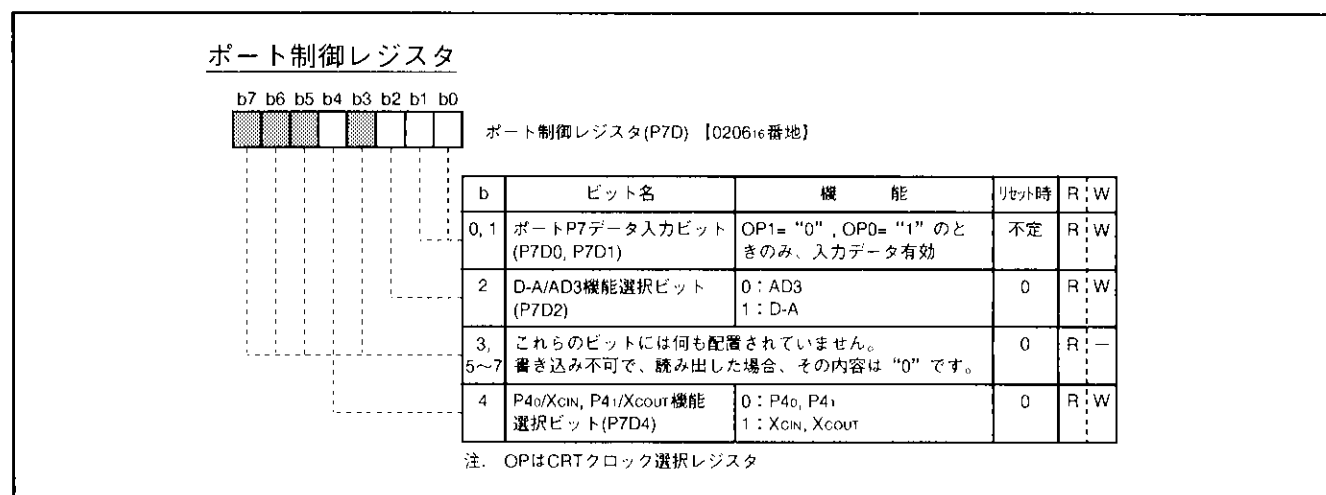 ポート制御レジスタ
b7 b6 b5 b4 b3 b2 b1 b0
ポート制御レジスタ(P7D)【020616番地】
b ビット名 機能 リセット時 R W
0, 1 ポートP7データ入力ビット OP1= “0” , OP0= “1” のと 不定 R W
(P7D0, P7D1) きのみ、入力データ有効
2 D-A/AD3機能選択ビット 0:AD3 0 R W
(P7D2) 1:D-A
3, これらのビットには何も配置されていません。 0 R —
5~7 書き込み不可で、読み出した場合、その内容は “0” です。
4 P40/XCIN, P41/XCOUT機能 0:P40, P41 0 R W
選択ビット(P7D4) 1:XCIN, XCOUT
注. OPはCRTクロック選択レジスタ